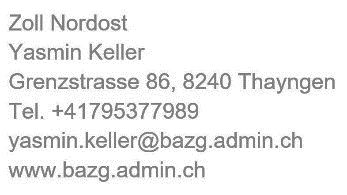 Zoll Nordost
Yasmin Keller
Grenzstrasse 86, 8240 Thayngen
Tel. +41795377989
yasmin.keller@bazg.admin.ch
www.bazg.admin.ch